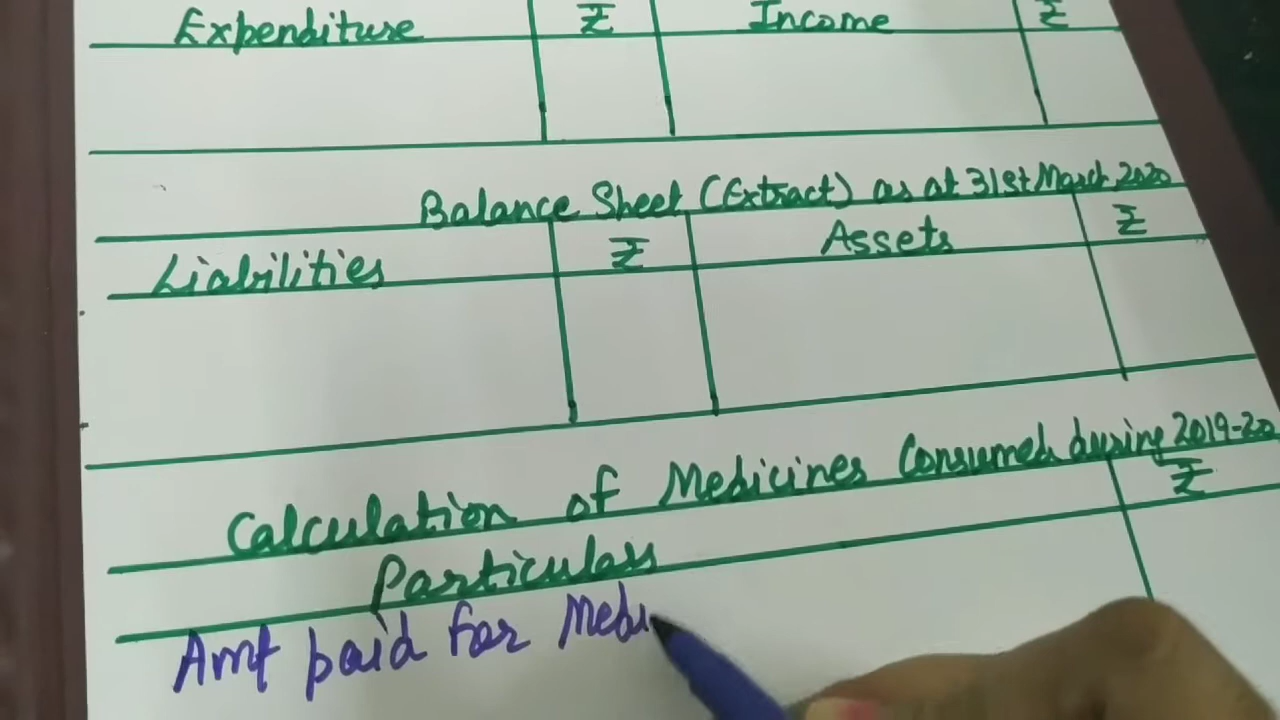 Expenditure ₹ Income ₹
Balance Sheet (Extract) as at 31st March 2020
Liabilities ₹ Assets ₹
Calculation of Medicines Consumed during 2019-20
Particulars ₹
Amt paid for Medi